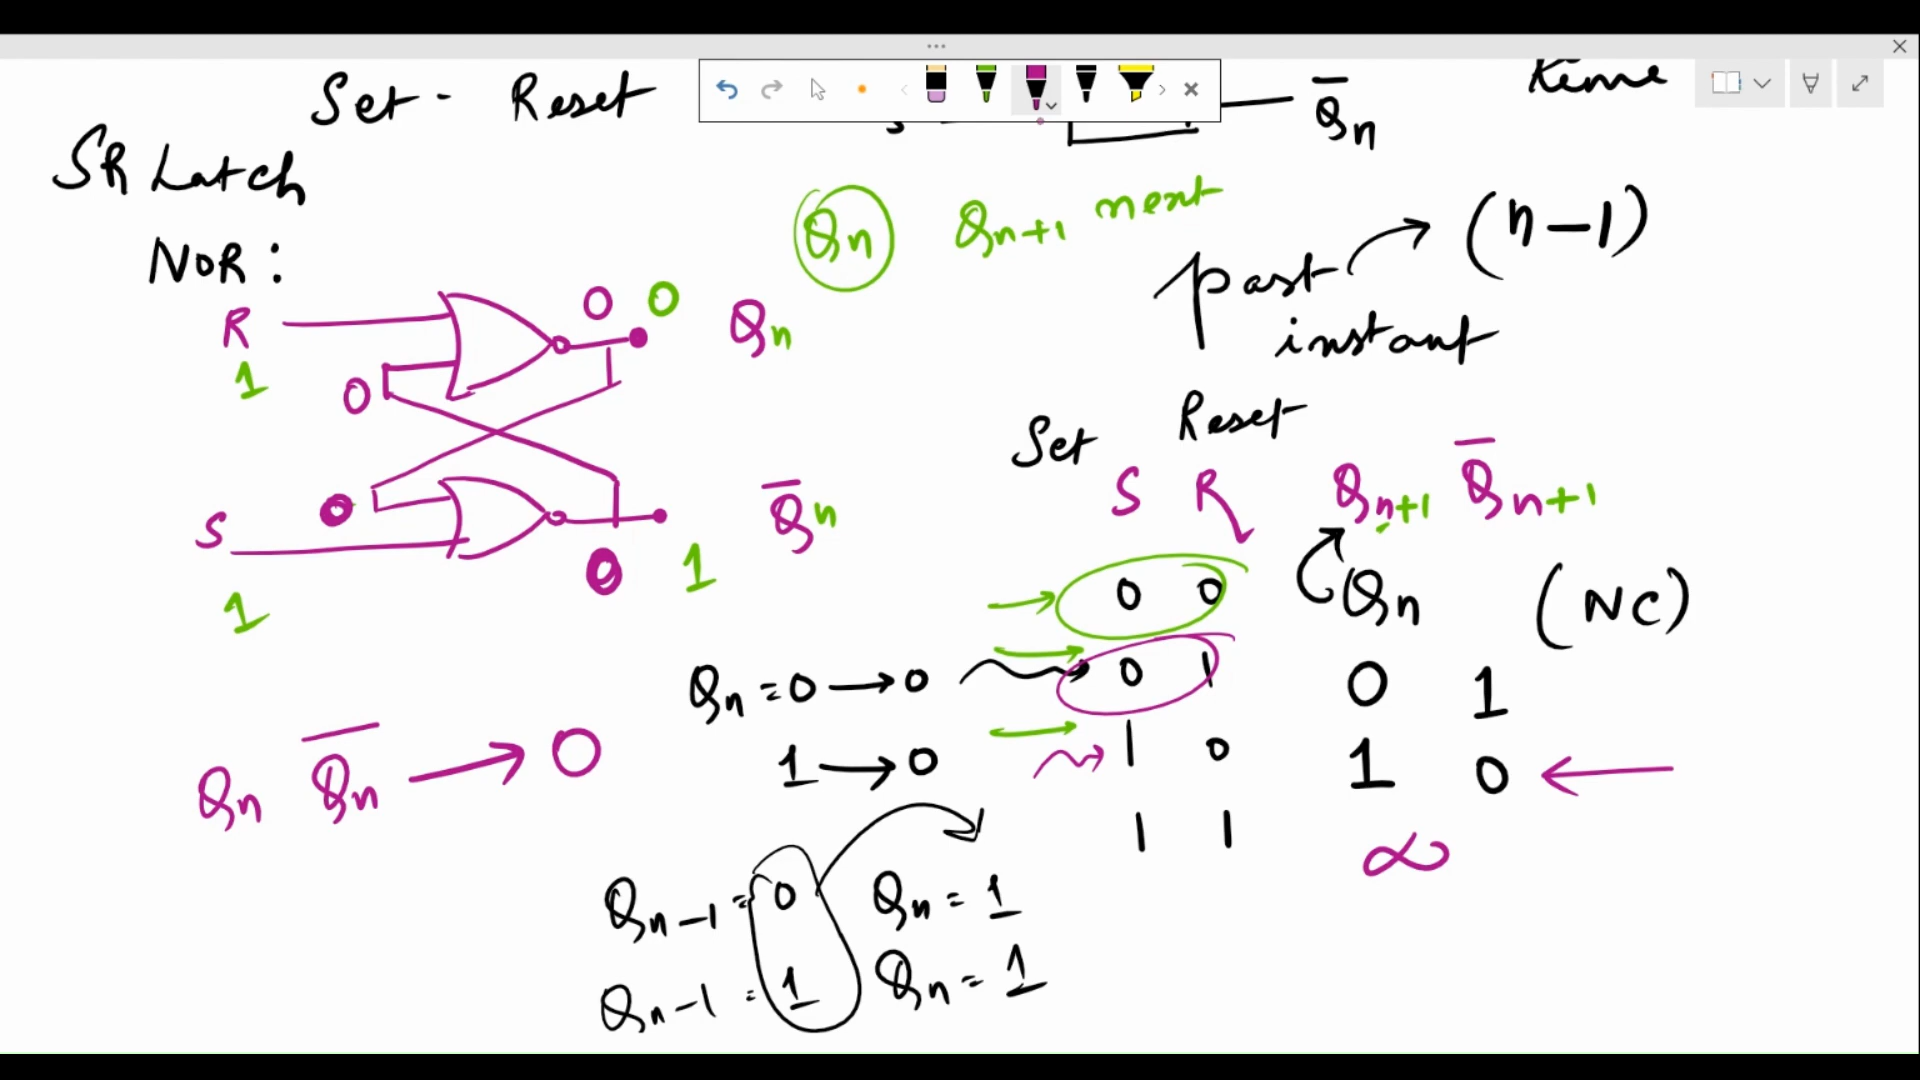 Set - Reset
time
S
Q̅n
SR Latch
Qn Qn+1 next
past → (n-1)
instant
NOR :
R
1
0
0 0 Qn
S
1
0
0 1 Q̅n
Set Reset
S R Qn+1 Q̅n+1
0 0 Qn (NC)
Qn = 0 → 0
0 1 0 1
1 → 0
1 0 1 0
1 1 ∞
Qn Q̅n → 0
Qn-1 = 0 Qn = 1
Qn-1 = 1 Qn = 1